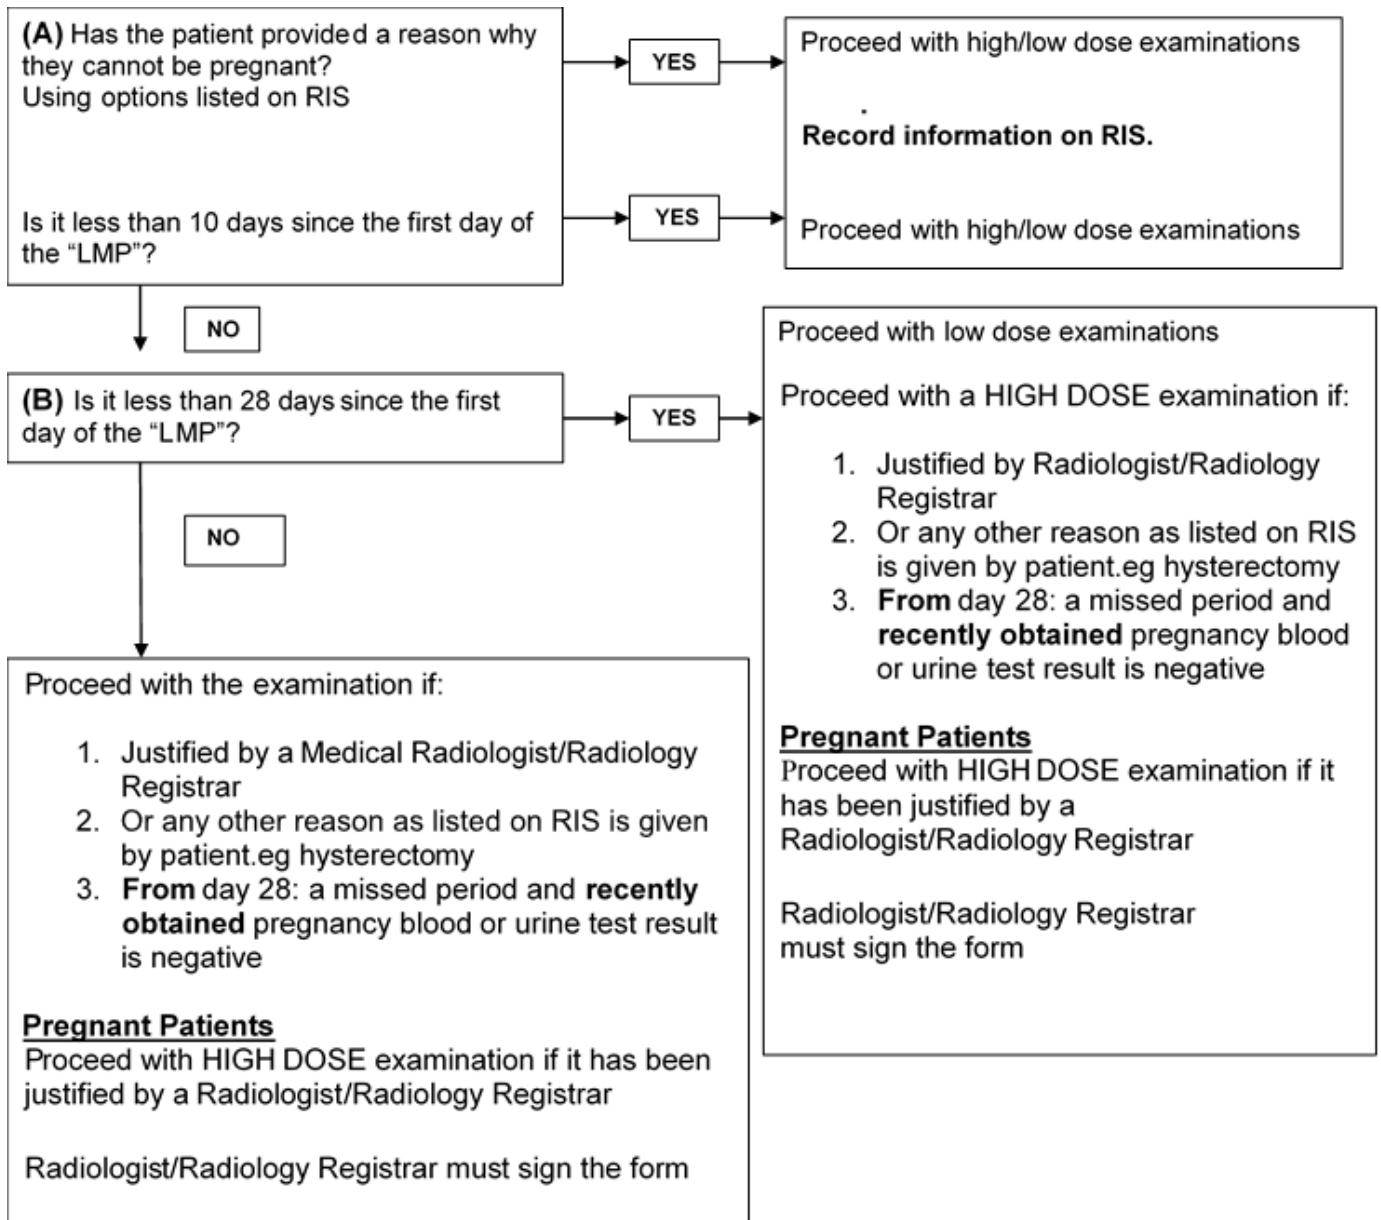 (A) Has the patient provided a reason why
they cannot be pregnant?
Using options listed on RIS
Is it less than 10 days since the first day of
the “LMP”?
YES
YES
Proceed with high/low dose examinations
.
Record information on RIS.
Proceed with high/low dose examinations
NO
(B) Is it less than 28 days since the first
day of the “LMP”?
YES
Proceed with low dose examinations
Proceed with a HIGH DOSE examination if:
1. Justified by Radiologist/Radiology
Registrar
2. Or any other reason as listed on RIS
is given by patient.eg hysterectomy
3. From day 28: a missed period and
recently obtained pregnancy blood
or urine test result is negative
Pregnant Patients
Proceed with HIGH DOSE examination if it
has been justified by a
Radiologist/Radiology Registrar
Radiologist/Radiology Registrar
must sign the form
NO
Proceed with the examination if:
1. Justified by a Medical Radiologist/Radiology
Registrar
2. Or any other reason as listed on RIS is given
by patient.eg hysterectomy
3. From day 28: a missed period and recently
obtained pregnancy blood or urine test result
is negative
Pregnant Patients
Proceed with HIGH DOSE examination if it has been
justified by a Radiologist/Radiology Registrar
Radiologist/Radiology Registrar must sign the form